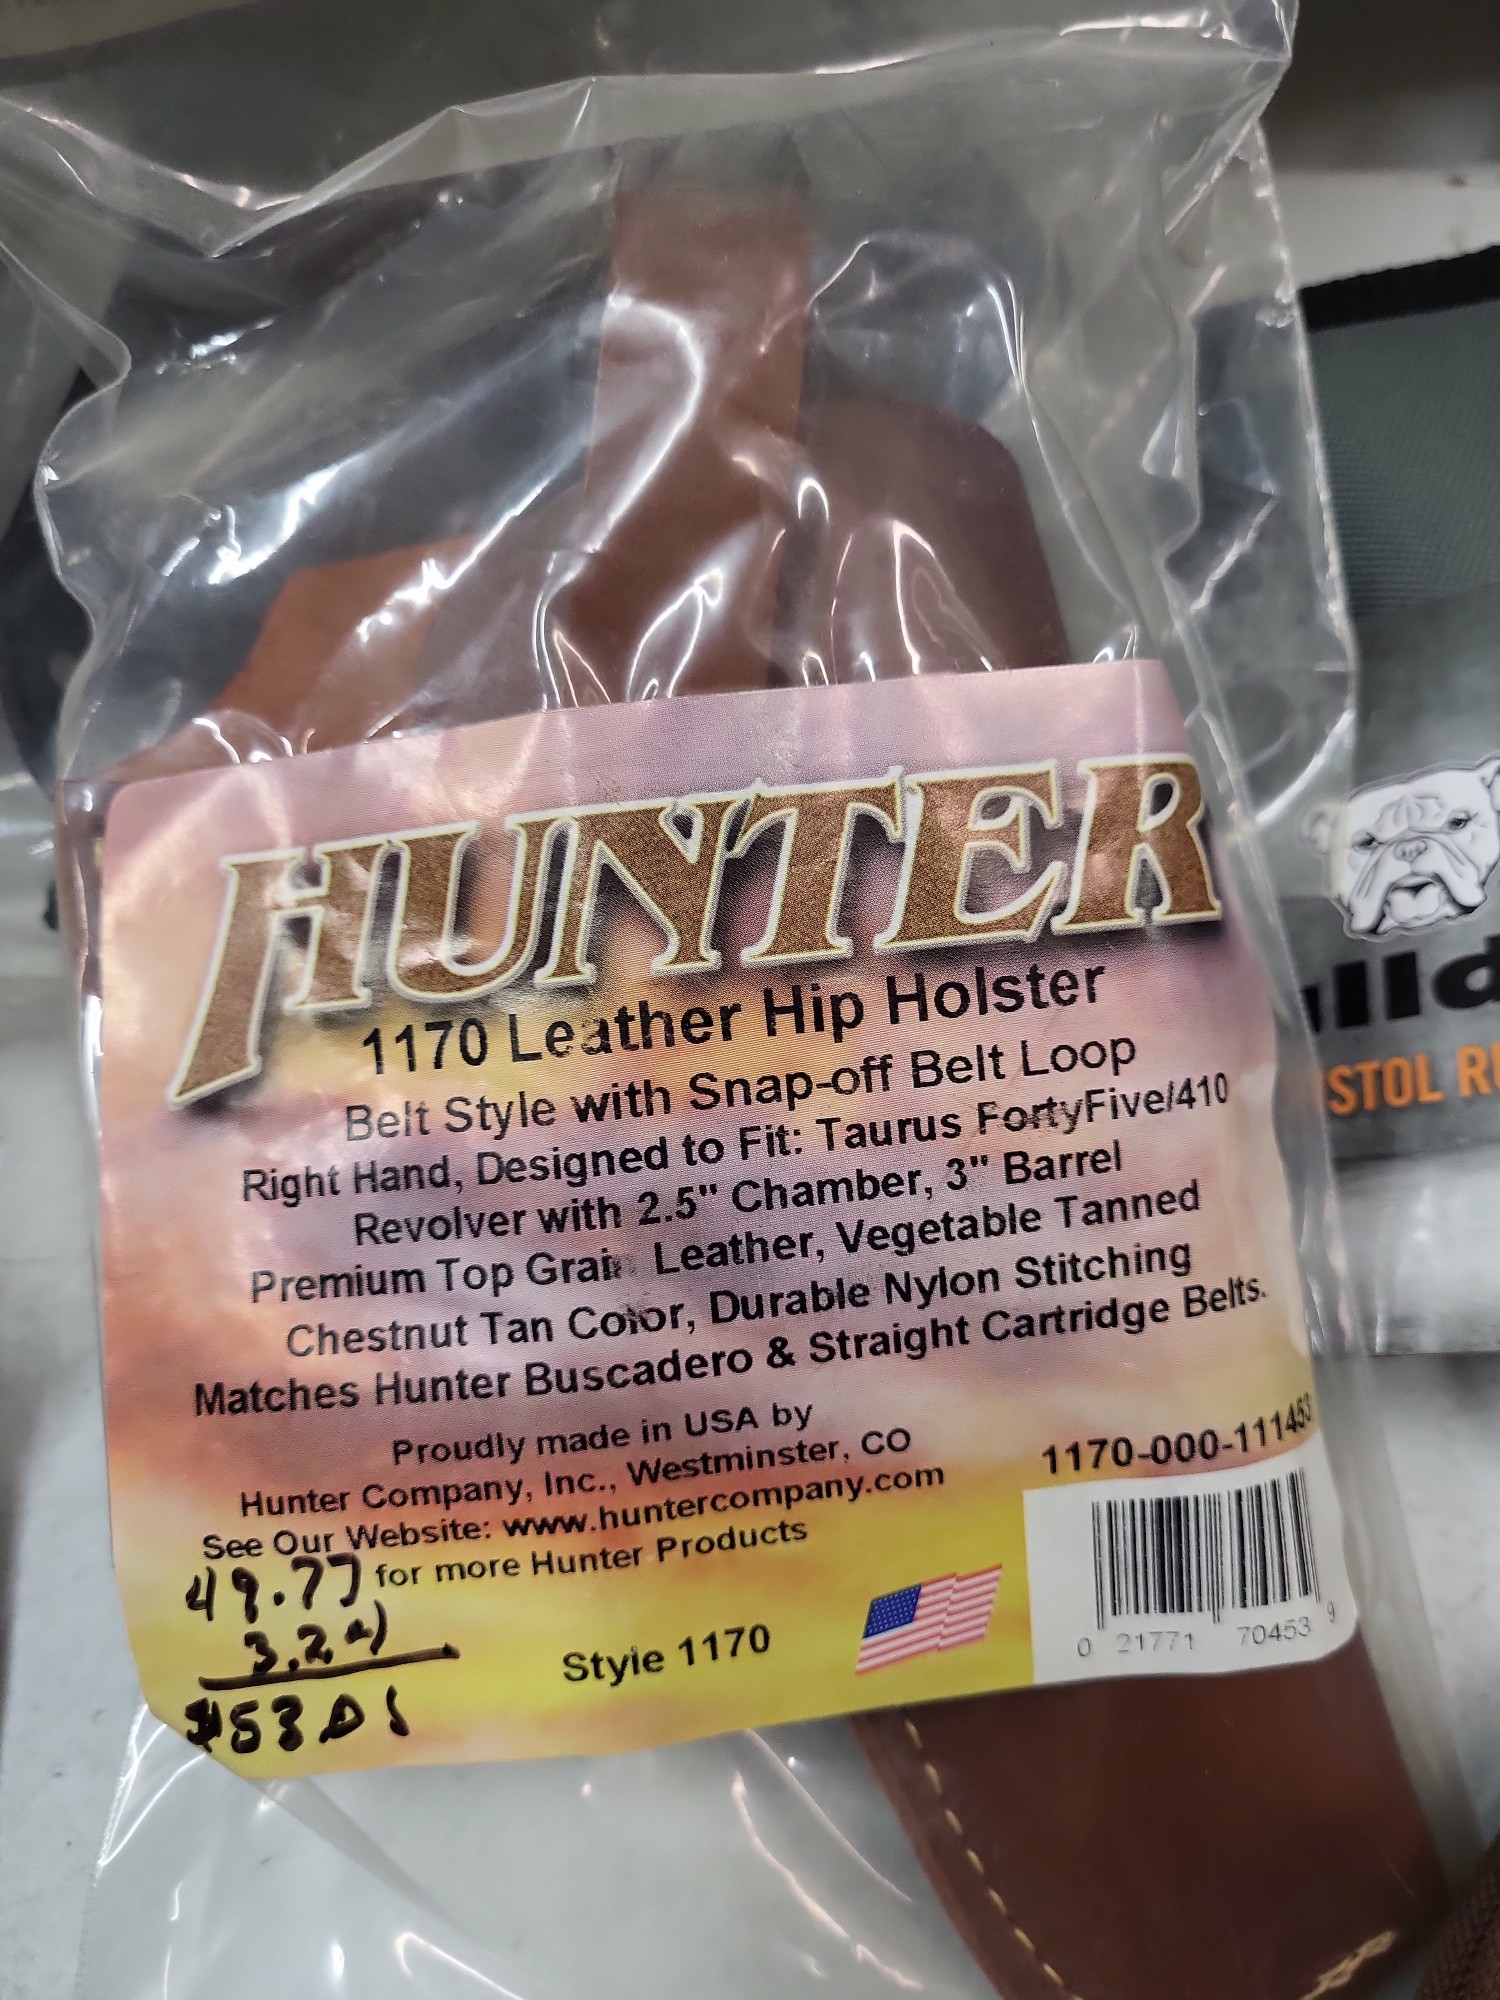 HUNTER
1170 Leather Hip Holster
Belt Style with Snap-off Belt Loop
Right Hand, Designed to Fit: Taurus FortyFive/410
Revolver with 2.5" Chamber, 3" Barrel
Premium Top Grain Leather, Vegetable Tanned
Chestnut Tan Color, Durable Nylon Stitching
Matches Hunter Buscadero & Straight Cartridge Belts.
Proudly made in USA by
Hunter Company, Inc., Westminster, CO
See Our Website: www.huntercompany.com
for more Hunter Products
1170-000-111453
49.77
3.24
$53.01
Style 1170
0 21771 70453 9
lld
STOL RU